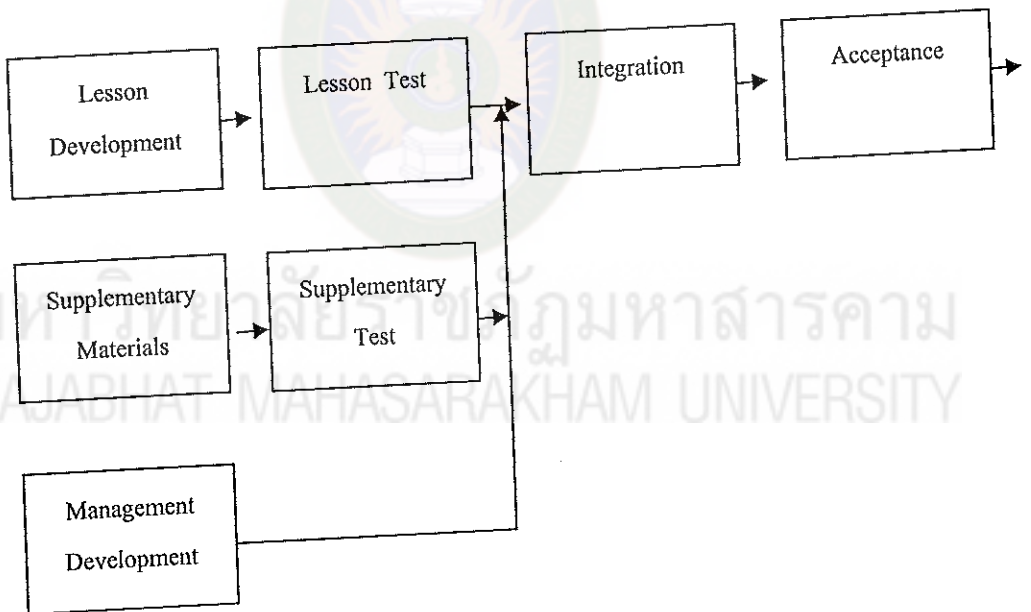 Lesson
Development
Lesson Test
Integration
Acceptance
Supplementary
Materials
Supplementary
Test
มหาวิทยาลัยราชภัฏมหาสารคาม
RAJABHAT MAHASARAKHAM UNIVERSITY
Management
Development